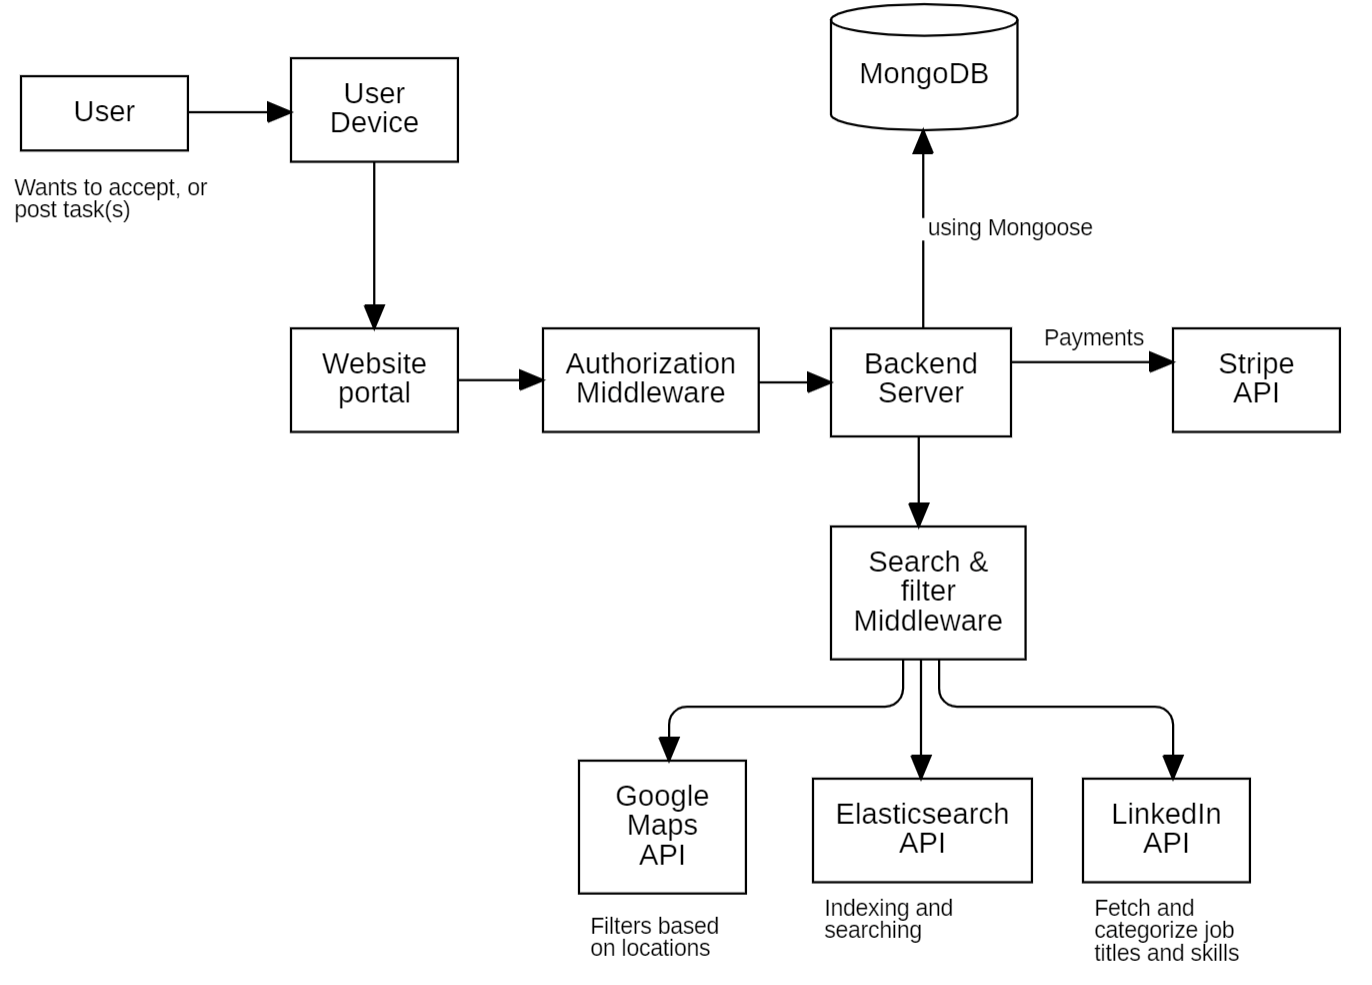 User
Wants to accept, or
post task(s)
User
Device
MongoDB
using Mongoose
Website
portal
Authorization
Middleware
Backend
Server
Payments
Stripe
API
Search &
filter
Middleware
Google
Maps
API
Filters based
on locations
Elasticsearch
API
Indexing and
searching
LinkedIn
API
Fetch and
categorize job
titles and skills